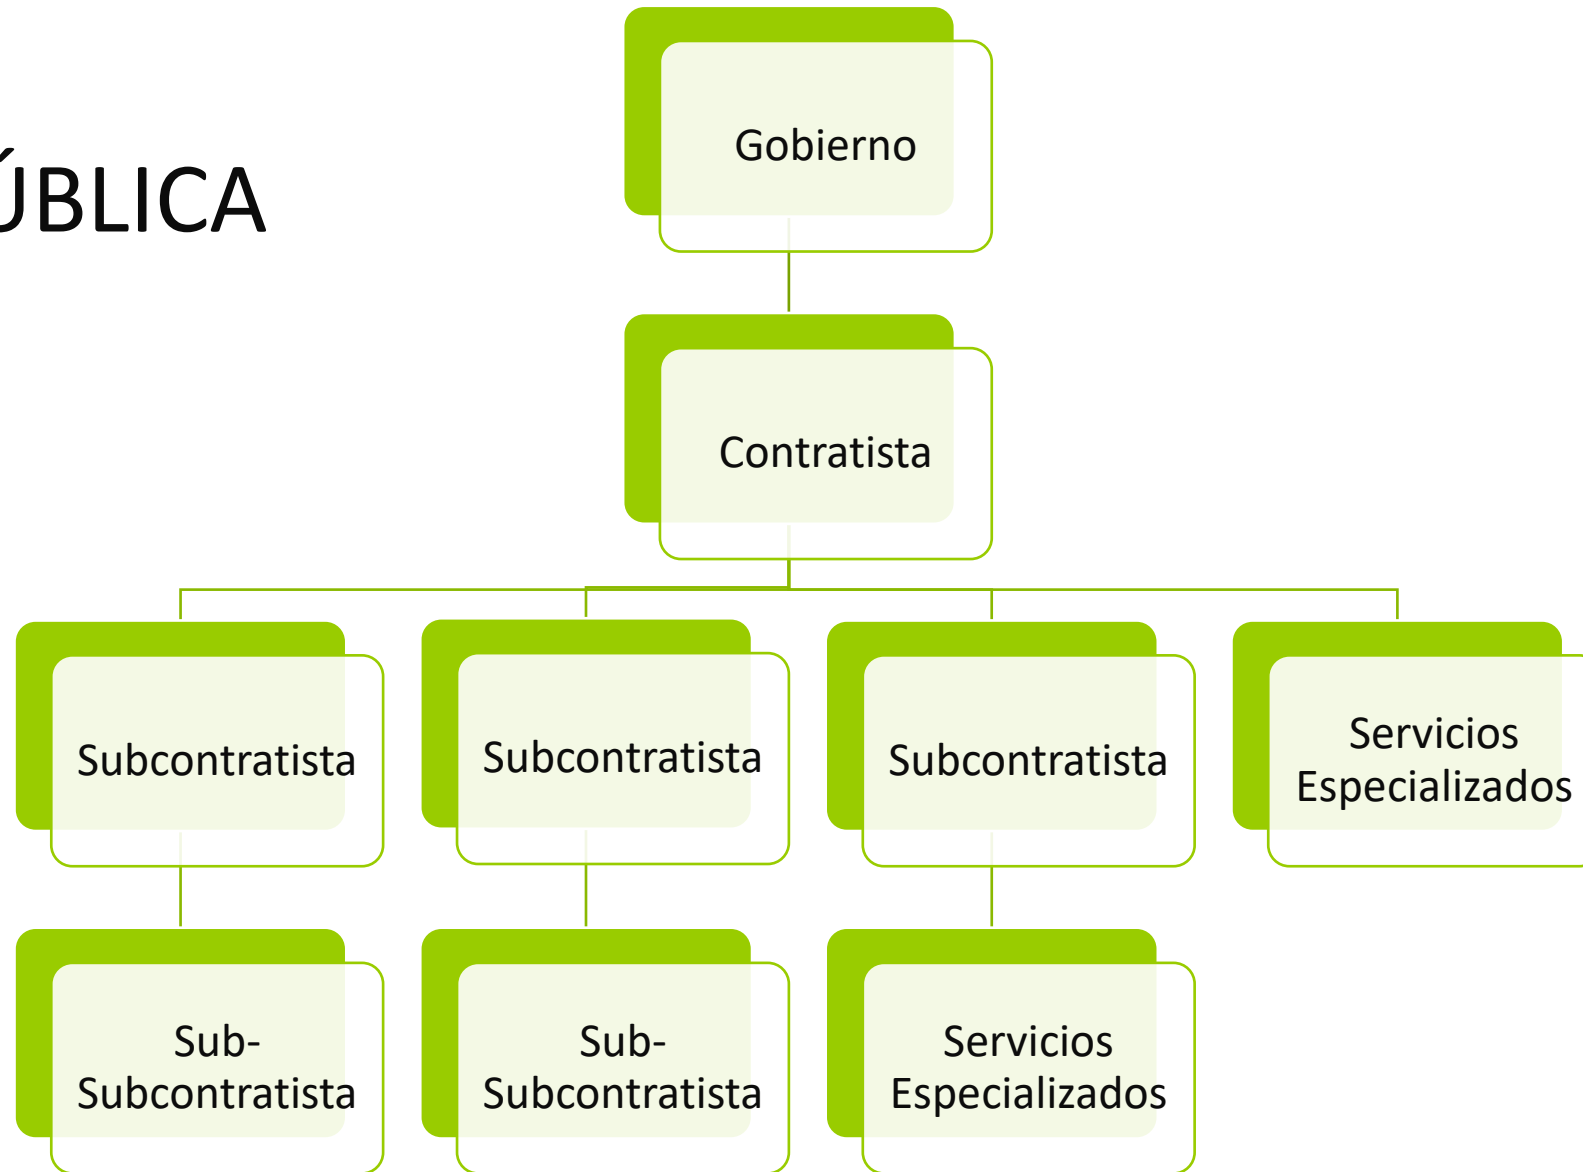 ÚBLICA
Gobierno
Contratista
Subcontratista
Subcontratista
Subcontratista
Servicios
Especializados
Sub-
Subcontratista
Sub-
Subcontratista
Servicios
Especializados